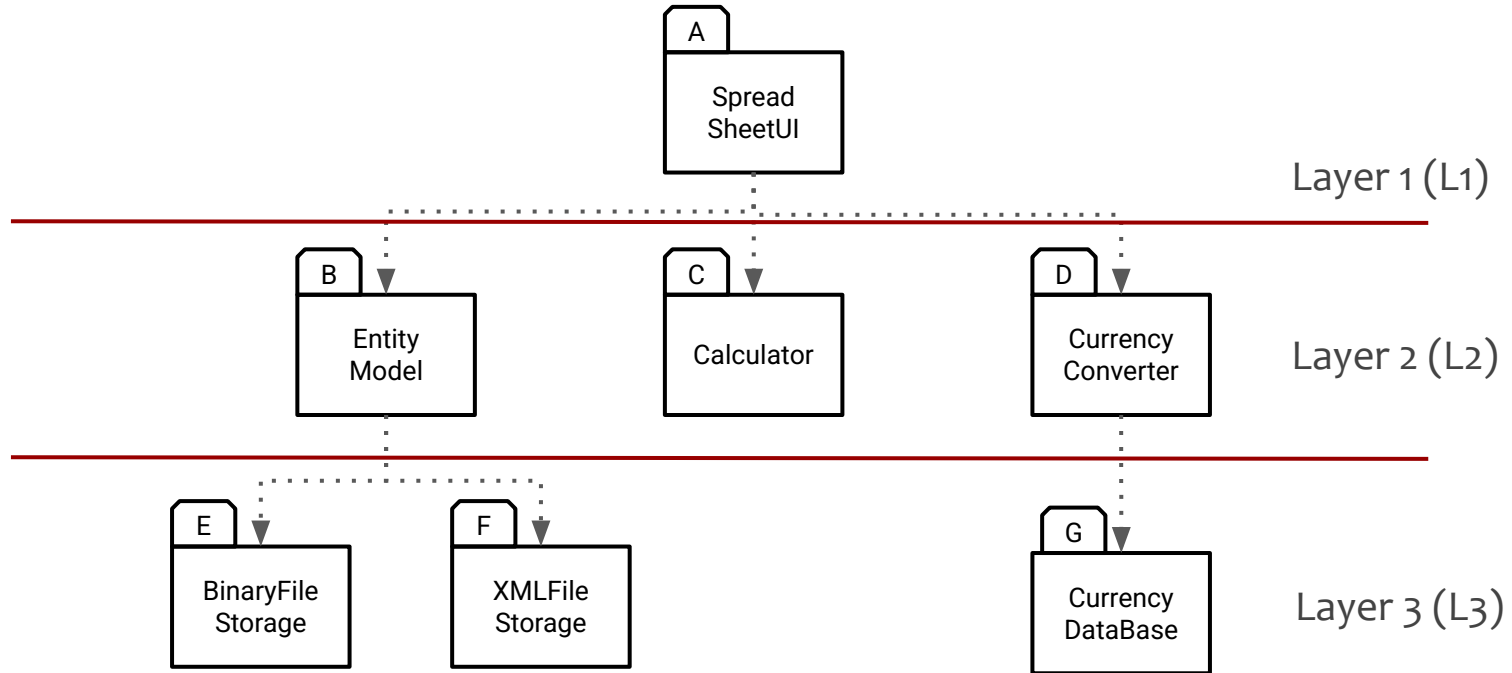 A
Spread
SheetUI
Layer 1 (L1)
B
C
D
Entity
Model
Calculator
Currency
Converter
Layer 2 (L2)
E
F
G
BinaryFile
Storage
XMLFile
Storage
Currency
DataBase
Layer 3 (L3)